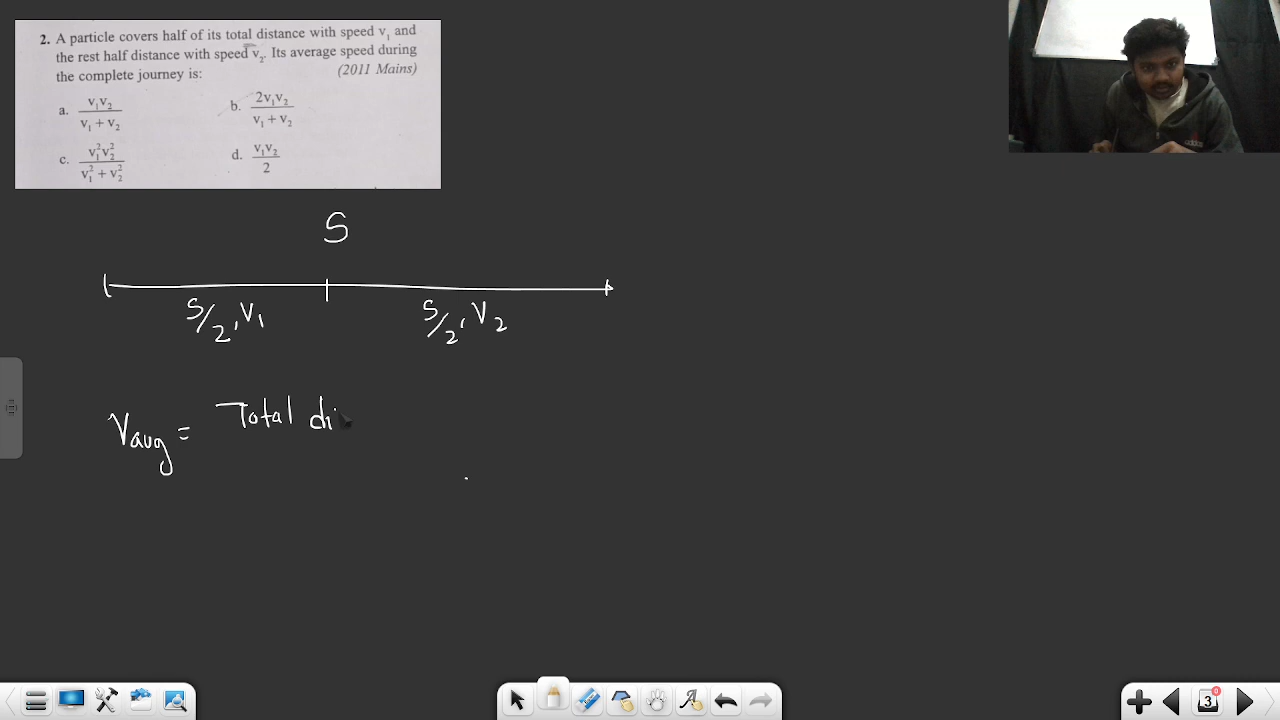 2. A particle covers half of its total distance with speed v₁ and
the rest half distance with speed v₂. Its average speed during
the complete journey is: (2011 Mains)
a. v₁v₂ / v₁ + v₂ b. 2v₁v₂ / v₁ + v₂
c. v₁²v₂² / v₁² + v₂² d. v₁v₂ / 2
S
S/2, V₁ S/2, V₂
Vavg = Total di
3
0